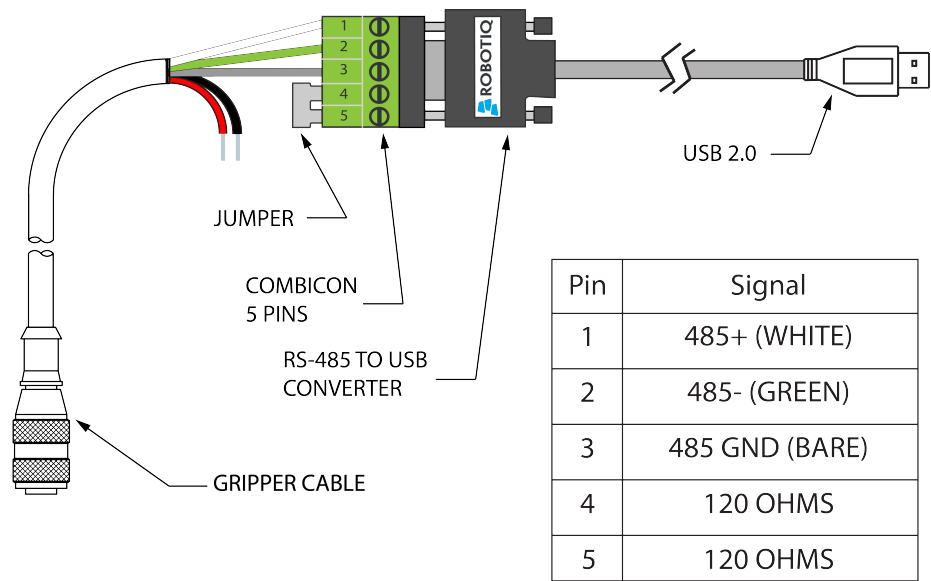 1
2
3
4
5
ROBOTIQ
USB 2.0
JUMPER
COMBICON
5 PINS
RS-485 TO USB
CONVERTER
GRIPPER CABLE
Pin Signal
1 485+ (WHITE)
2 485- (GREEN)
3 485 GND (BARE)
4 120 OHMS
5 120 OHMS